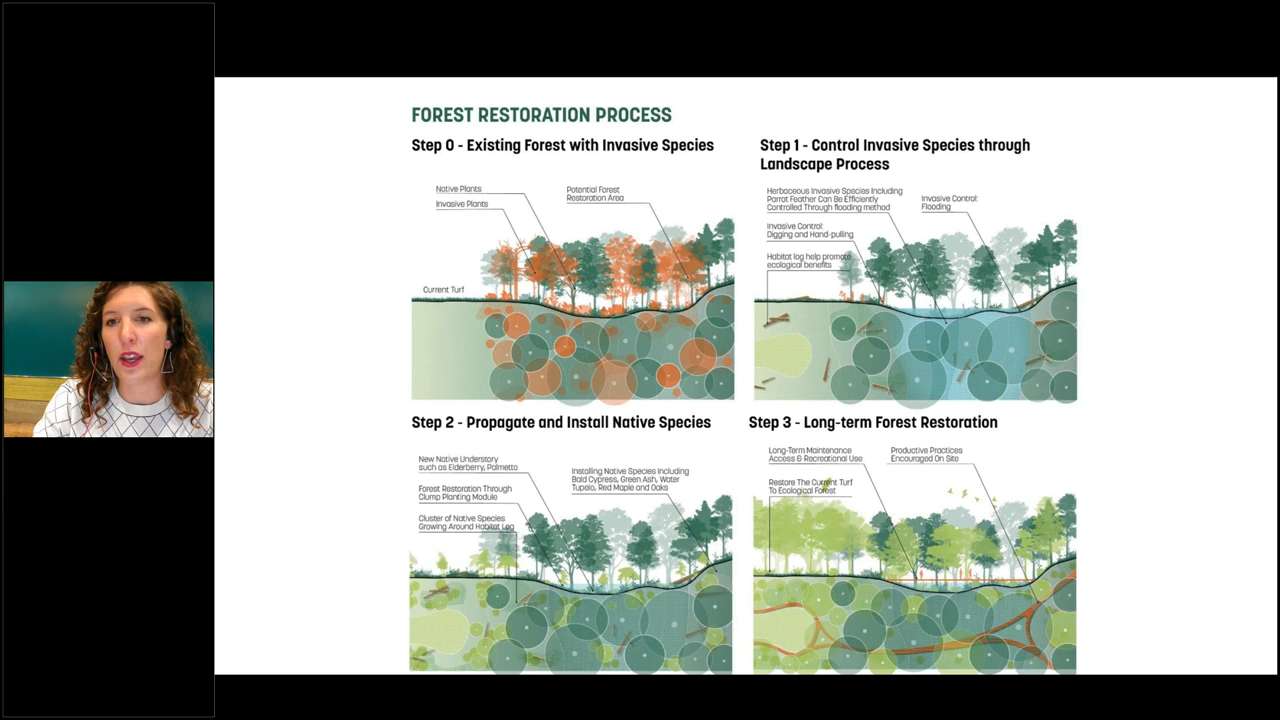 FOREST RESTORATION PROCESS
Step 0 - Existing Forest with Invasive Species
Native Plants
Invasive Plants
Potential Forest
Restoration Area
Current Turf
Step 1 - Control Invasive Species through
Landscape Process
Herbaceous Invasive Species Including
Parrot Feather Can Be Efficiently
Controlled Through flooding method
Invasive Control:
Flooding
Invasive Control:
Digging and Hand-pulling
Habitat log help promote
ecological benefits
Step 2 - Propagate and Install Native Species
New Native Understory
such as Elderberry, Palmetto
Forest Restoration Through
Clump Planting Module
Cluster of Native Species
Growing Around Habitat Log
Installing Native Species Including
Bald Cypress, Green Ash, Water
Tupelo, Red Maple and Oaks
Step 3 - Long-term Forest Restoration
Long-Term Maintenance
Access & Recreational Use
Productive Practices
Encouraged On Site
Restore The Current Turf
To Ecological Forest